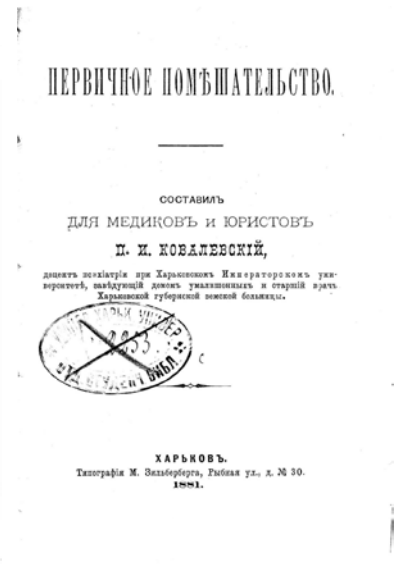 ПЕРВИЧНОЕ ПОМѢШАТЕЛЬСТВО.
СОСТАВИЛЪ
ДЛЯ МЕДИКОВЪ и ЮРИСТОВЪ
П. И. КОВАЛЕВСКІЙ,
доцентъ психіатріи при Харьковскомъ Императорскомъ уни-
верситетѣ, завѣдующій домомъ умалишонныхъ и старшій врачъ
Харьковской губернской земской больницы.
ХАРЬКОВЪ.
Типографія М. Зильберберга, Рыбная ул., д. № 30.
1881.